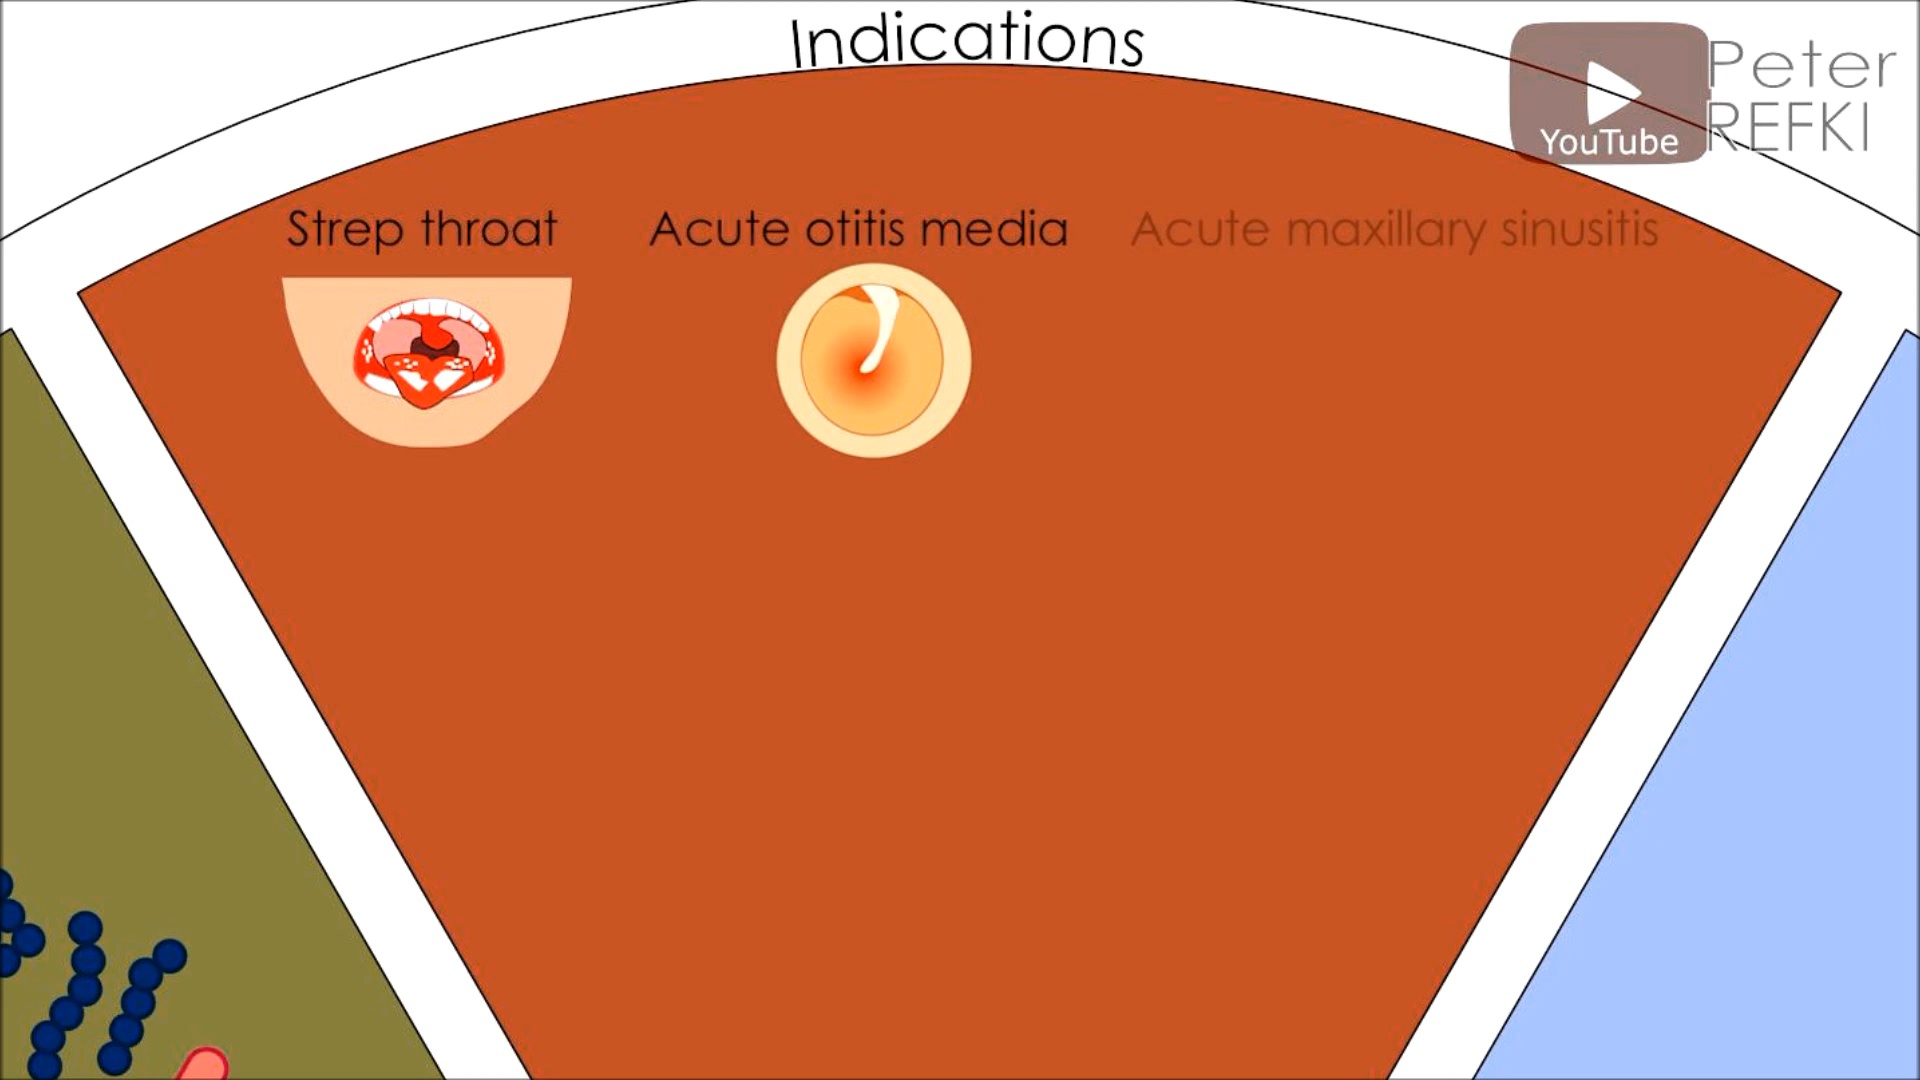 Indications
Peter
REFKI
YouTube
Strep throat
Acute otitis media
Acute maxillary sinusitis